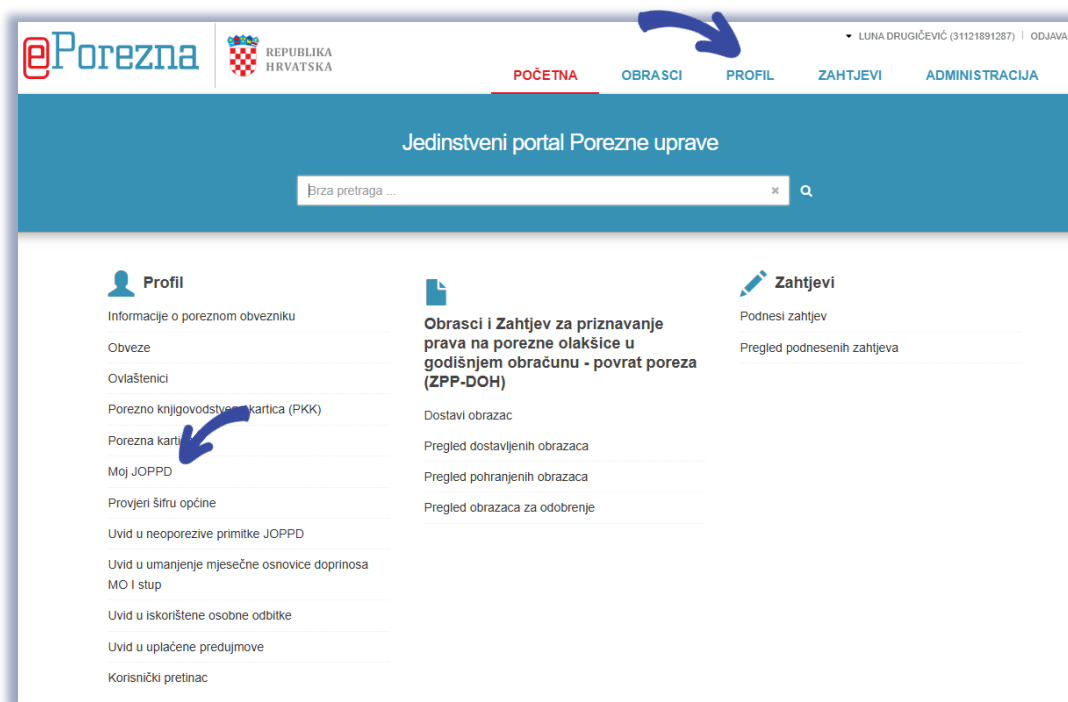 ePorezna
REPUBLIKA
HRVATSKA
LUNA DRUGIČEVIĆ (31121891287) | ODJAVA
POČETNA OBRASCI PROFIL ZAHTJEVI ADMINISTRACIJA
Jedinstveni portal Porezne uprave
Brza pretraga ...
Profil
Informacije o poreznom obvezniku
Obveze
Ovlaštenici
Porezno knjigovodstvena kartica (PKK)
Porezna kartica
Moj JOPPD
Provjeri šifru općine
Uvid u neoporezive primitke JOPPD
Uvid u umanjenje mjesečne osnovice doprinosa
MO I stup
Uvid u iskorištene osobne odbitke
Uvid u uplaćene predujmove
Korisnički pretinac
Obrasci i Zahtjev za priznavanje
prava na porezne olakšice u
godišnjem obračunu - povrat poreza
(ZPP-DOH)
Dostavi obrazac
Pregled dostavljenih obrazaca
Pregled pohranjenih obrazaca
Pregled obrazaca za odobrenje
Zahtjevi
Podnesi zahtjev
Pregled podnesenih zahtjeva